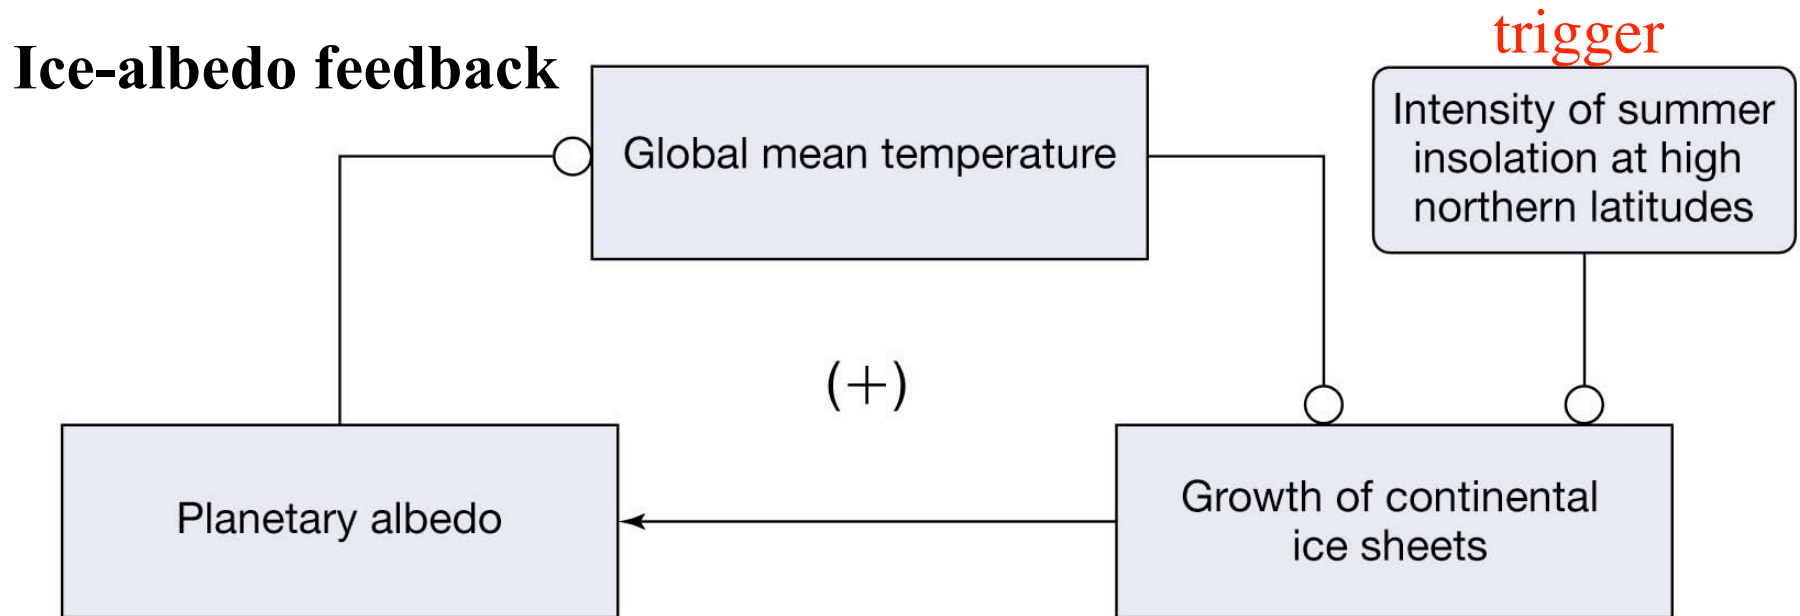 trigger
Ice-albedo feedback
Global mean temperature
Intensity of summer
insolation at high
northern latitudes
(+)
Planetary albedo
Growth of continental
ice sheets